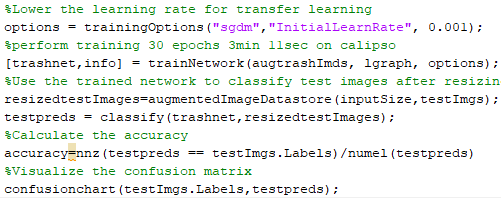 %Lower the learning rate for transfer learning
options = trainingOptions("sgdm","InitialLearnRate", 0.001);
%perform training 30 epochs 3min 11sec on calipso
[trashnet,info] = trainNetwork(augtrashImds, lgraph, options);
%Use the trained network to classify test images after resizin
resizedtestImages=augmentedImageDatastore(inputSize,testImgs);
testpreds = classify(trashnet,resizedtestImages);
%Calculate the accuracy
accuracy=nnz(testpreds == testImgs.Labels)/numel(testpreds)
%Visualize the confusion matrix
confusionchart(testImgs.Labels,testpreds);